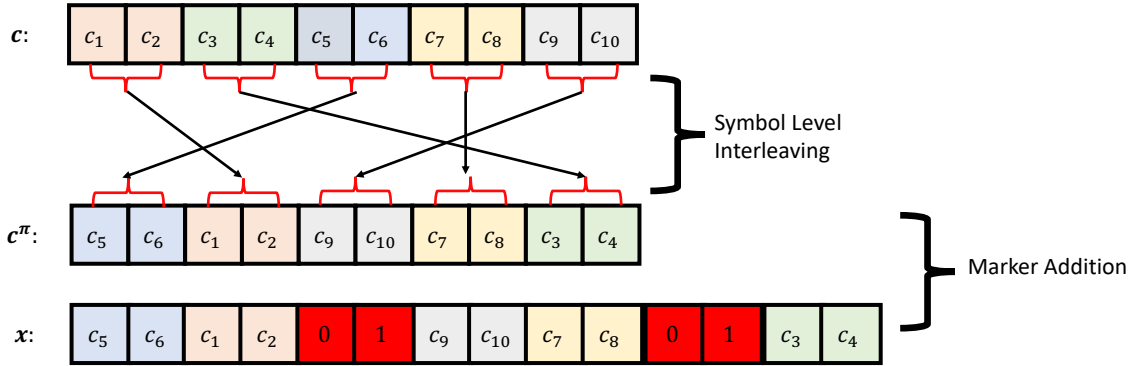 c: c₁ c₂ c₃ c₄ c₅ c₆ c₇ c₈ c₉ c₁₀
Symbol Level
Interleaving
c^π: c₅ c₆ c₁ c₂ c₉ c₁₀ c₇ c₈ c₃ c₄
Marker Addition
x: c₅ c₆ c₁ c₂ 0 1 c₉ c₁₀ c₇ c₈ 0 1 c₃ c₄